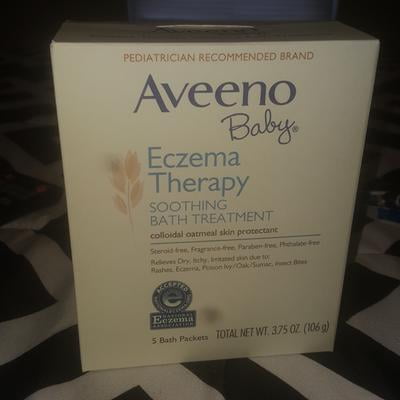 PEDIATRICIAN RECOMMENDED BRAND
Aveeno
Baby®
Eczema
Therapy
SOOTHING
BATH TREATMENT
colloidal oatmeal skin protectant
Steroid-free, Fragrance-free, Paraben-free, Phthalate-free
Relieves Dry, Itchy, Irritated skin due to:
Rashes, Eczema, Poison Ivy/Oak/Sumac, Insect Bites
ACCEPTED
NATIONAL
Eczema
ASSOCIATION
5 Bath Packets
TOTAL NET WT. 3.75 OZ. (106 g)